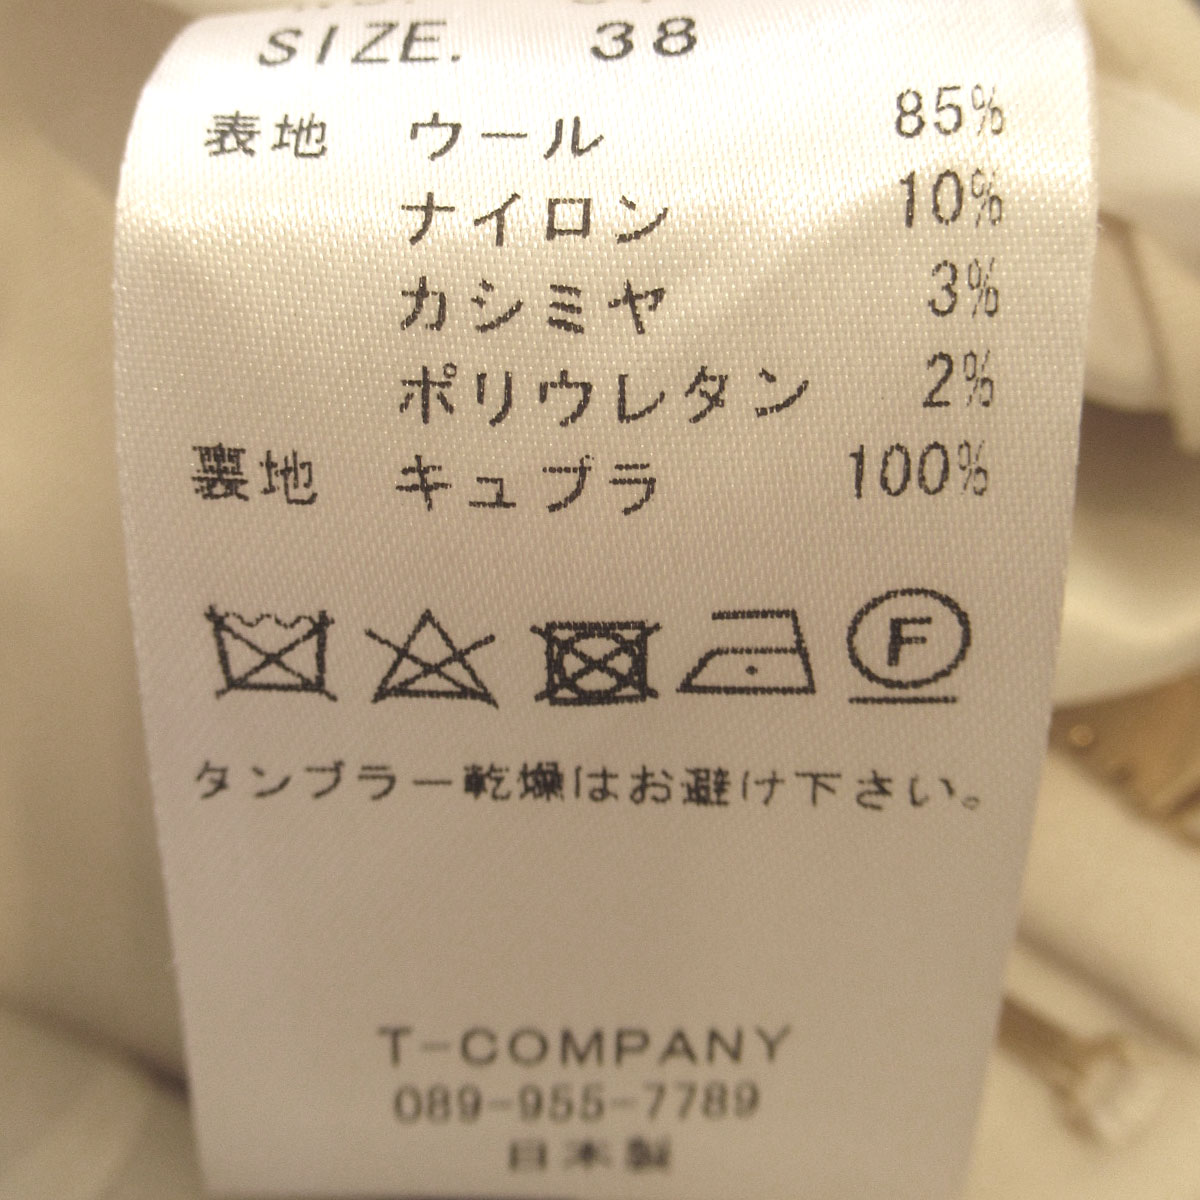 SIZE. 38
表地 ウール 85%
ナイロン 10%
カシミヤ 3%
ポリウレタン 2%
裏地 キュプラ 100%
F
タンブラー乾燥はお避け下さい。
T-COMPANY
089-955-7789
日本製